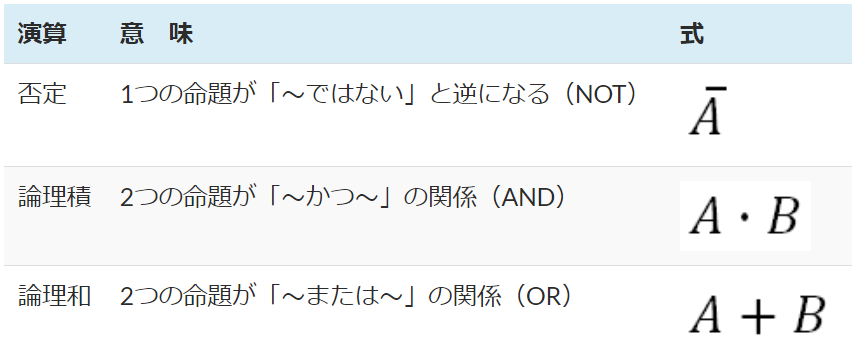 演算 意　味 式
否定 1つの命題が「～ではない」と逆になる（NOT） A̅
論理積 2つの命題が「～かつ～」の関係（AND） A・B
論理和 2つの命題が「～または～」の関係（OR） A + B